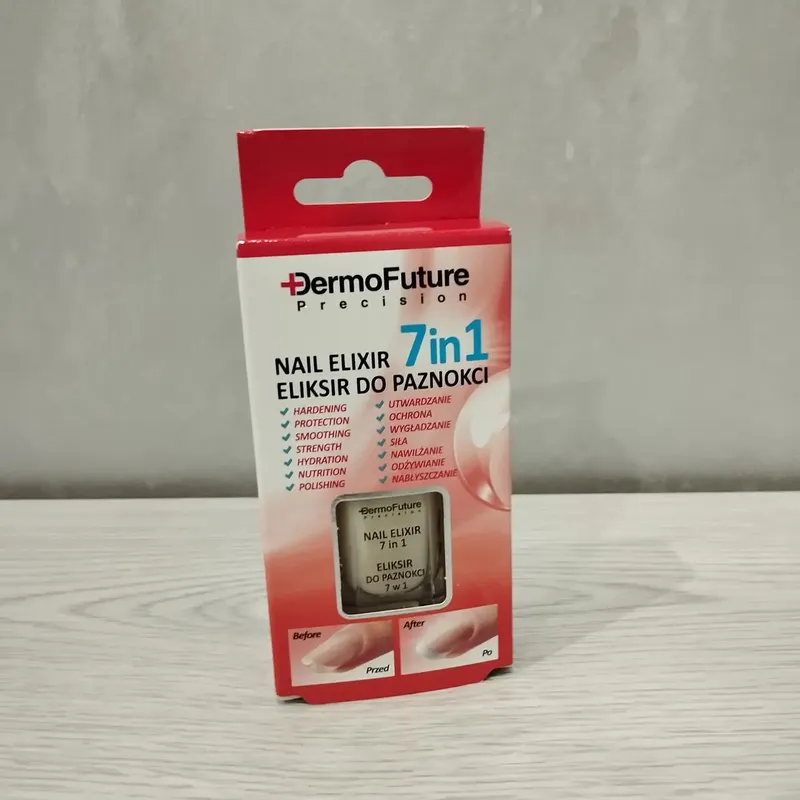 DermoFuture
Precision
NAIL ELIXIR 7in1
ELIKSIR DO PAZNOKCI
HARDENING
PROTECTION
SMOOTHING
STRENGTH
HYDRATION
NUTRITION
POLISHING
UTWARDZANIE
OCHRONA
WYGŁADZANIE
SIŁA
NAWILŻANIE
ODŻYWIANIE
NABŁYSZCZANIE
DermoFuture
Precision
NAIL ELIXIR
7 in 1
ELIKSIR
DO PAZNOKCI
7 w 1
Before
Przed
After
Po